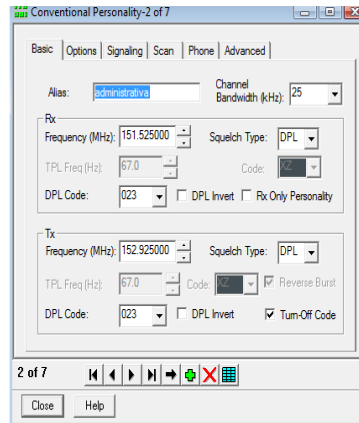 Conventional Personality-2 of 7
Basic Options Signaling Scan Phone Advanced
Alias: administrativa Channel Bandwidth (kHz): 25
Rx
Frequency (MHz): 151.525000 Squelch Type: DPL
TPL Freq (Hz): 67.0 Code: XZ
DPL Code: 023 DPL Invert Rx Only Personality
Tx
Frequency (MHz): 152.925000 Squelch Type: DPL
TPL Freq (Hz): 67.0 Code: XZ Reverse Burst
DPL Code: 023 DPL Invert Turn-Off Code
2 of 7
Close Help